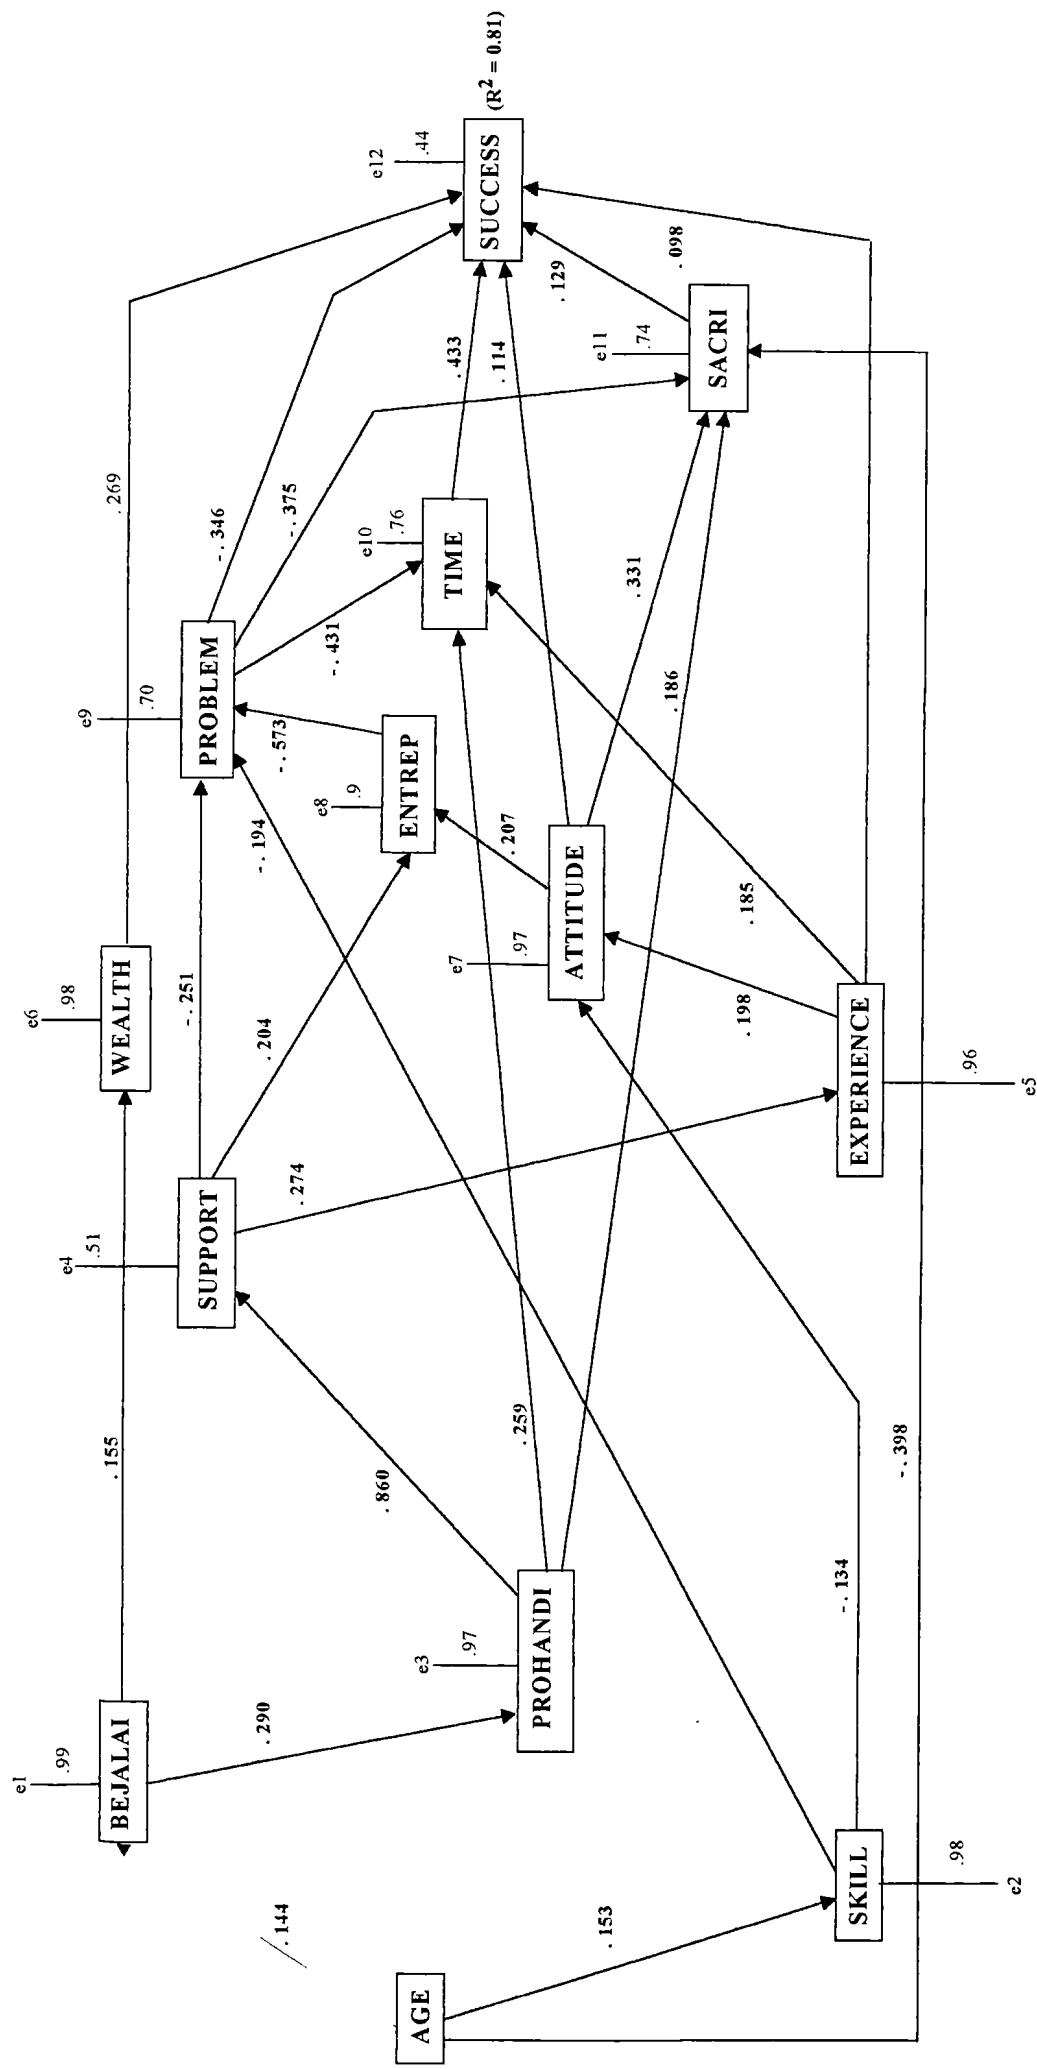 AGE
.144
.153
-.398
e1
.99
BEJALAI
.155
.290
SKILL
.98
e2
-.134
e3
.97
PROHANDI
.860
.259
.186
e4
.51
SUPPORT
-.251
.204
.274
e6
.98
WEALTH
.269
EXPERIENCE
.96
e5
.198
.185
.098
e7
.97
ATTITUDE
.207
.331
.114
e8
.9
ENTREP
-.573
-.194
e9
.70
PROBLEM
-.346
-.375
-.431
e10
.76
TIME
.433
e11
.74
SACRI
.129
e12
.44
SUCCESS
(R² = 0.81)